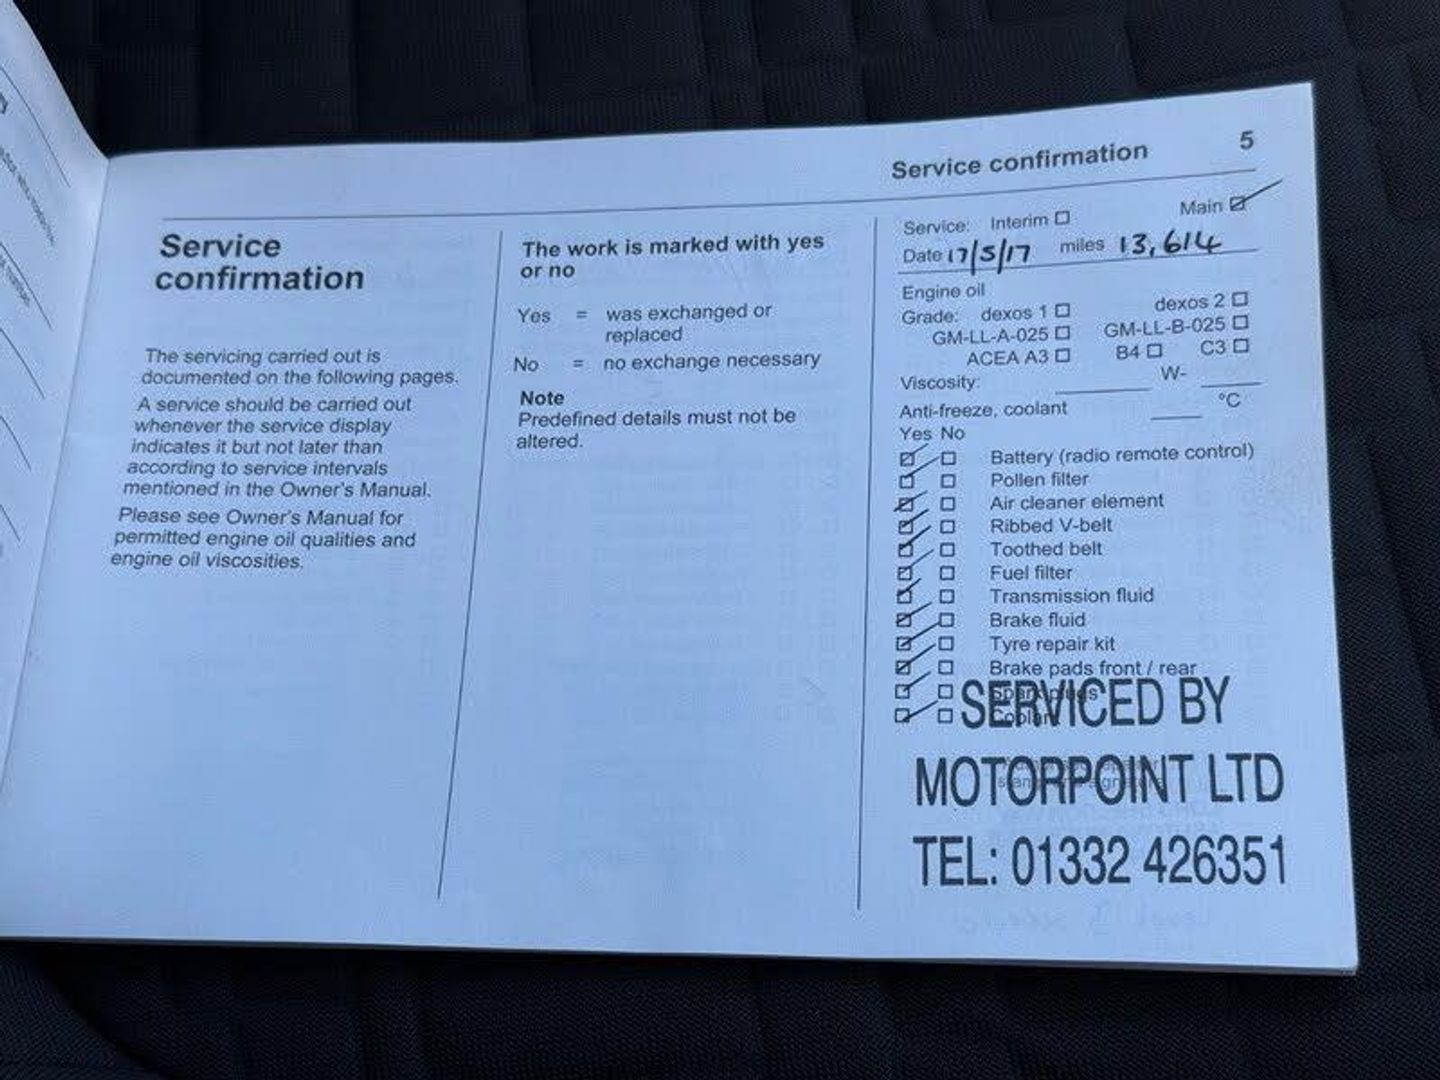 Service confirmation 5
Service
confirmation
The servicing carried out is
documented on the following pages.
A service should be carried out
whenever the service display
indicates it but not later than
according to service intervals
mentioned in the Owner's Manual.
Please see Owner's Manual for
permitted engine oil qualities and
engine oil viscosities.
The work is marked with yes
or no
Yes = was exchanged or
replaced
No = no exchange necessary
Note
Predefined details must not be
altered.
Service: Interim Main
Date 17/5/17 miles 13,614
Engine oil
Grade: dexos 1 dexos 2
GM-LL-A-025 GM-LL-B-025
ACEA A3 B4 C3
Viscosity: W-
Anti-freeze, coolant °C
Yes No
Battery (radio remote control)
Pollen filter
Air cleaner element
Ribbed V-belt
Toothed belt
Fuel filter
Transmission fluid
Brake fluid
Tyre repair kit
Brake pads front / rear
Spark plugs
Coolant
SERVICED BY
MOTORPOINT LTD
TEL: 01332 426351